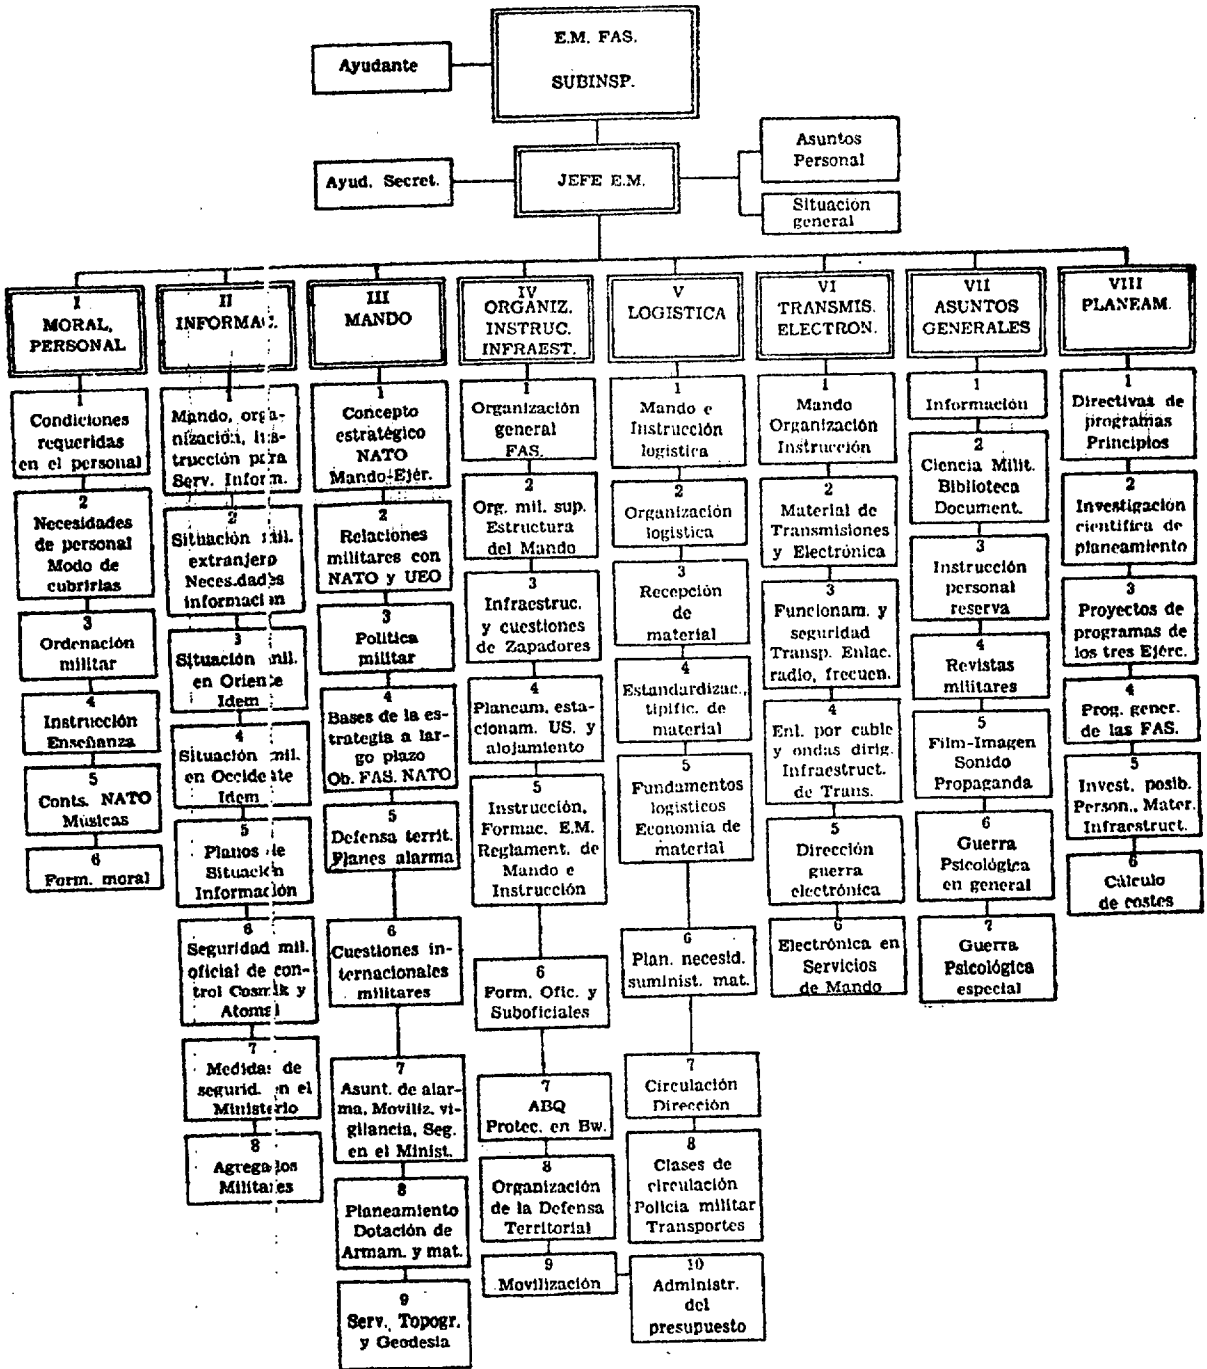 E.M. FAS.
SUBINSP.
Ayudante
JEFE E.M.
Ayud. Secret.
Asuntos
Personal
Situación
general
I
MORAL,
PERSONAL
1
Condiciones
requeridas
en el personal
2
Necesidades
de personal
Modo de
cubrirlas
3
Ordenación
militar
4
Instrucción
Enseñanza
5
Conts. NATO
Músicas
6
Form. moral
II
INFORMAC.
1
Mando, orga-
nización, Ins-
trucción para
Serv. Inform.
2
Situación mil.
extranjero
Necesidades
información
3
Situación mil.
en Oriente
Idem
4
Situación mil.
en Occidente
Idem
5
Planos de
Situación
Información
6
Seguridad mil.
oficial de con-
trol Cosmik y
Atomal
7
Medidas de
segurid. en el
Ministerio
8
Agregados
Militares
III
MANDO
1
Concepto
estratégico
NATO
Mando-Ejér.
2
Relaciones
militares con
NATO y UEO
3
Política
militar
4
Bases de la es-
trategia a lar-
go plazo
Ob. FAS. NATO
5
Defensa territ.
Planes alarma
6
Cuestiones in-
ternacionales
militares
7
Asunt. de alar-
ma, Moviliz. vi-
gilancia, Seg.
en el Minist.
8
Planeamiento
Dotación de
Armam. y mat.
9
Serv., Topogr.
y Geodesia
IV
ORGANIZ.
INSTRUC.
INFRAEST.
1
Organización
general
FAS.
2
Org. mil. sup.
Estructura
del Mando
3
Infraestruc.
y cuestiones
de Zapadores
4
Planeam. esta-
cionam. US. y
alojamiento
5
Instrucción,
Formac. E.M.
Reglament. de
Mando e
Instrucción
6
Form. Ofic. y
Suboficiales
7
ABQ
Protec. en Bw.
8
Organización
de la Defensa
Territorial
9
Movilización
10
Administr.
del
presupuesto
V
LOGISTICA
1
Mando e
Instrucción
logística
2
Organización
logística
3
Recepción
de
material
4
Estandardizac.,
tipific. de
material
5
Fundamentos
logísticos
Economía de
material
6
Plan. necesid.
suminist. mat.
7
Circulación
Dirección
8
Clases de
circulación
Policía militar
Transportes
VI
TRANSMIS.
ELECTRON.
1
Mando
Organización
Instrucción
2
Material de
Transmisiones
y Electrónica
3
Funcionam. y
seguridad
Transp. Enlac.
radio, frecuen.
4
Enl. por cable
y ondas dirig.
Infraestruct.
de Trans.
5
Dirección
guerra
electrónica
6
Electrónica en
Servicios
de Mando
VII
ASUNTOS
GENERALES
1
Información
2
Ciencia Milit.
Biblioteca
Document.
3
Instrucción
personal
reserva
4
Revistas
militares
5
Film-Imagen
Sonido
Propaganda
6
Guerra
Psicológica
en general
7
Guerra
Psicológica
especial
VIII
PLANEAM.
1
Directivas de
programas
Principios
2
Investigación
científica de
planeamiento
3
Proyectos de
programas de
los tres Ejérc.
4
Prog. gener.
de las FAS.
5
Invest. posib.
Person., Mater.
Infraestruct.
6
Cálculo
de costes